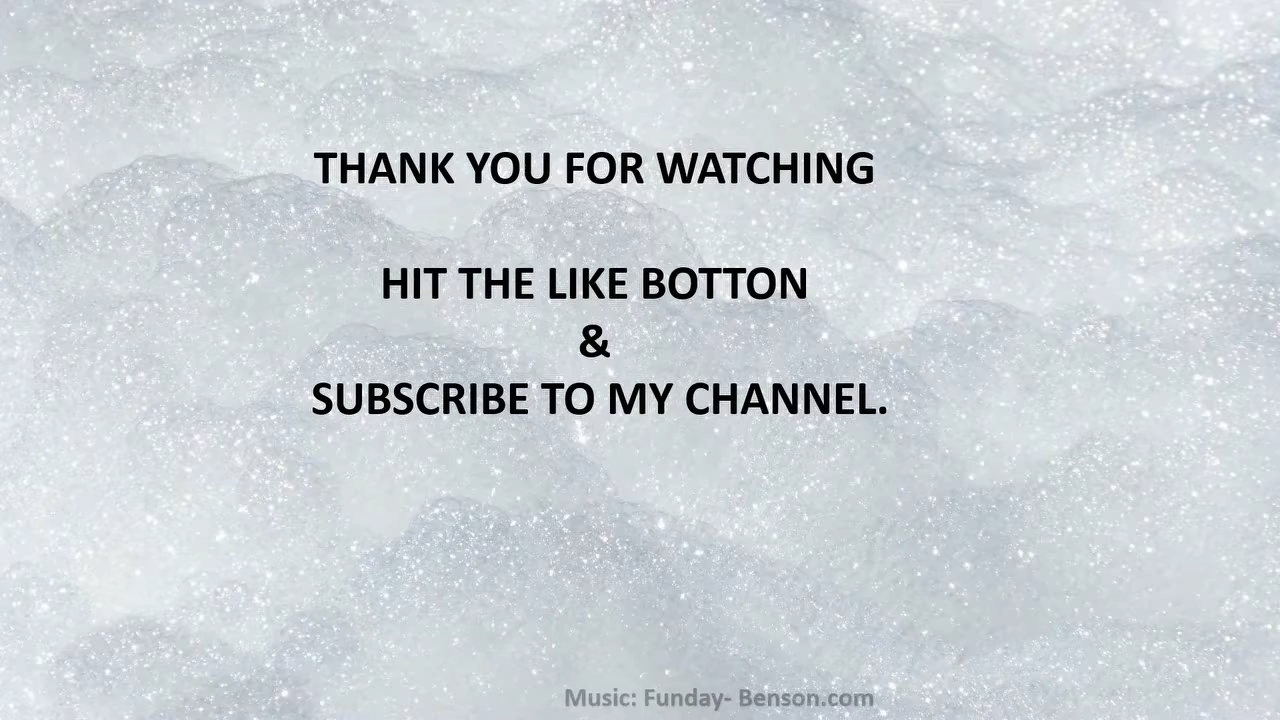 THANK YOU FOR WATCHING
HIT THE LIKE BOTTON
&
SUBSCRIBE TO MY CHANNEL.
Music: Funday- Benson.com